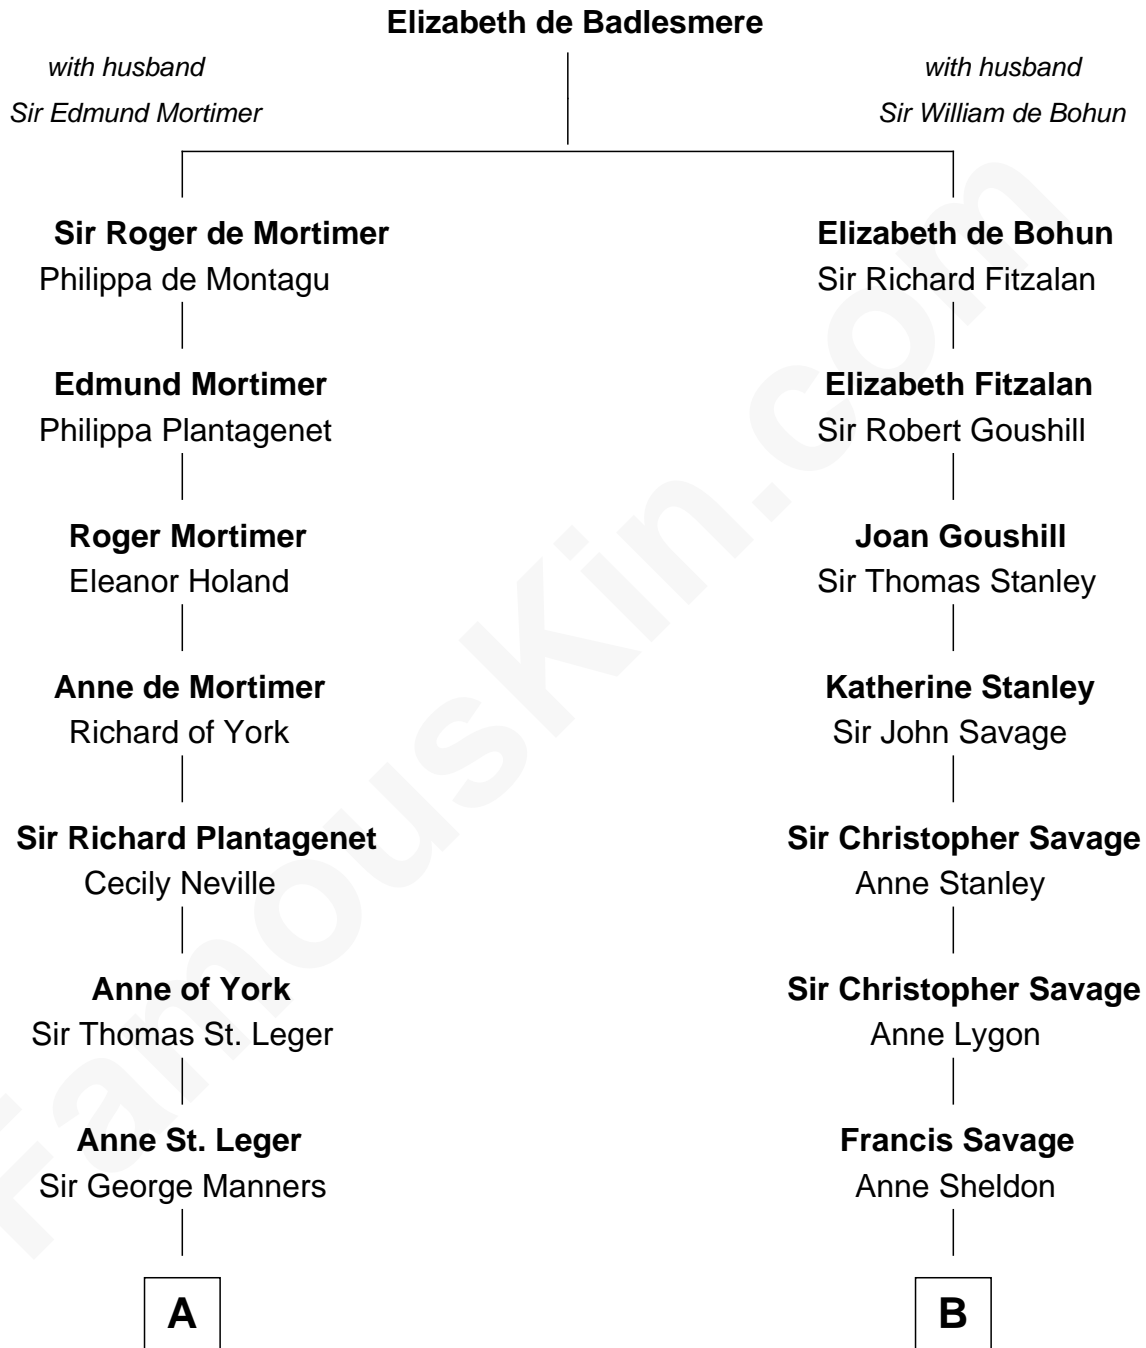 Elizabeth de Badlesmere
with husband
Sir Edmund Mortimer
with husband
Sir William de Bohun
Sir Roger de Mortimer
Philippa de Montagu
Elizabeth de Bohun
Sir Richard Fitzalan
Edmund Mortimer
Philippa Plantagenet
Elizabeth Fitzalan
Sir Robert Goushill
Roger Mortimer
Eleanor Holand
Joan Goushill
Sir Thomas Stanley
Anne de Mortimer
Richard of York
Katherine Stanley
Sir John Savage
Sir Richard Plantagenet
Cecily Neville
Sir Christopher Savage
Anne Stanley
Anne of York
Sir Thomas St. Leger
Sir Christopher Savage
Anne Lygon
Anne St. Leger
Sir George Manners
Francis Savage
Anne Sheldon
A
B
FamousKin.com